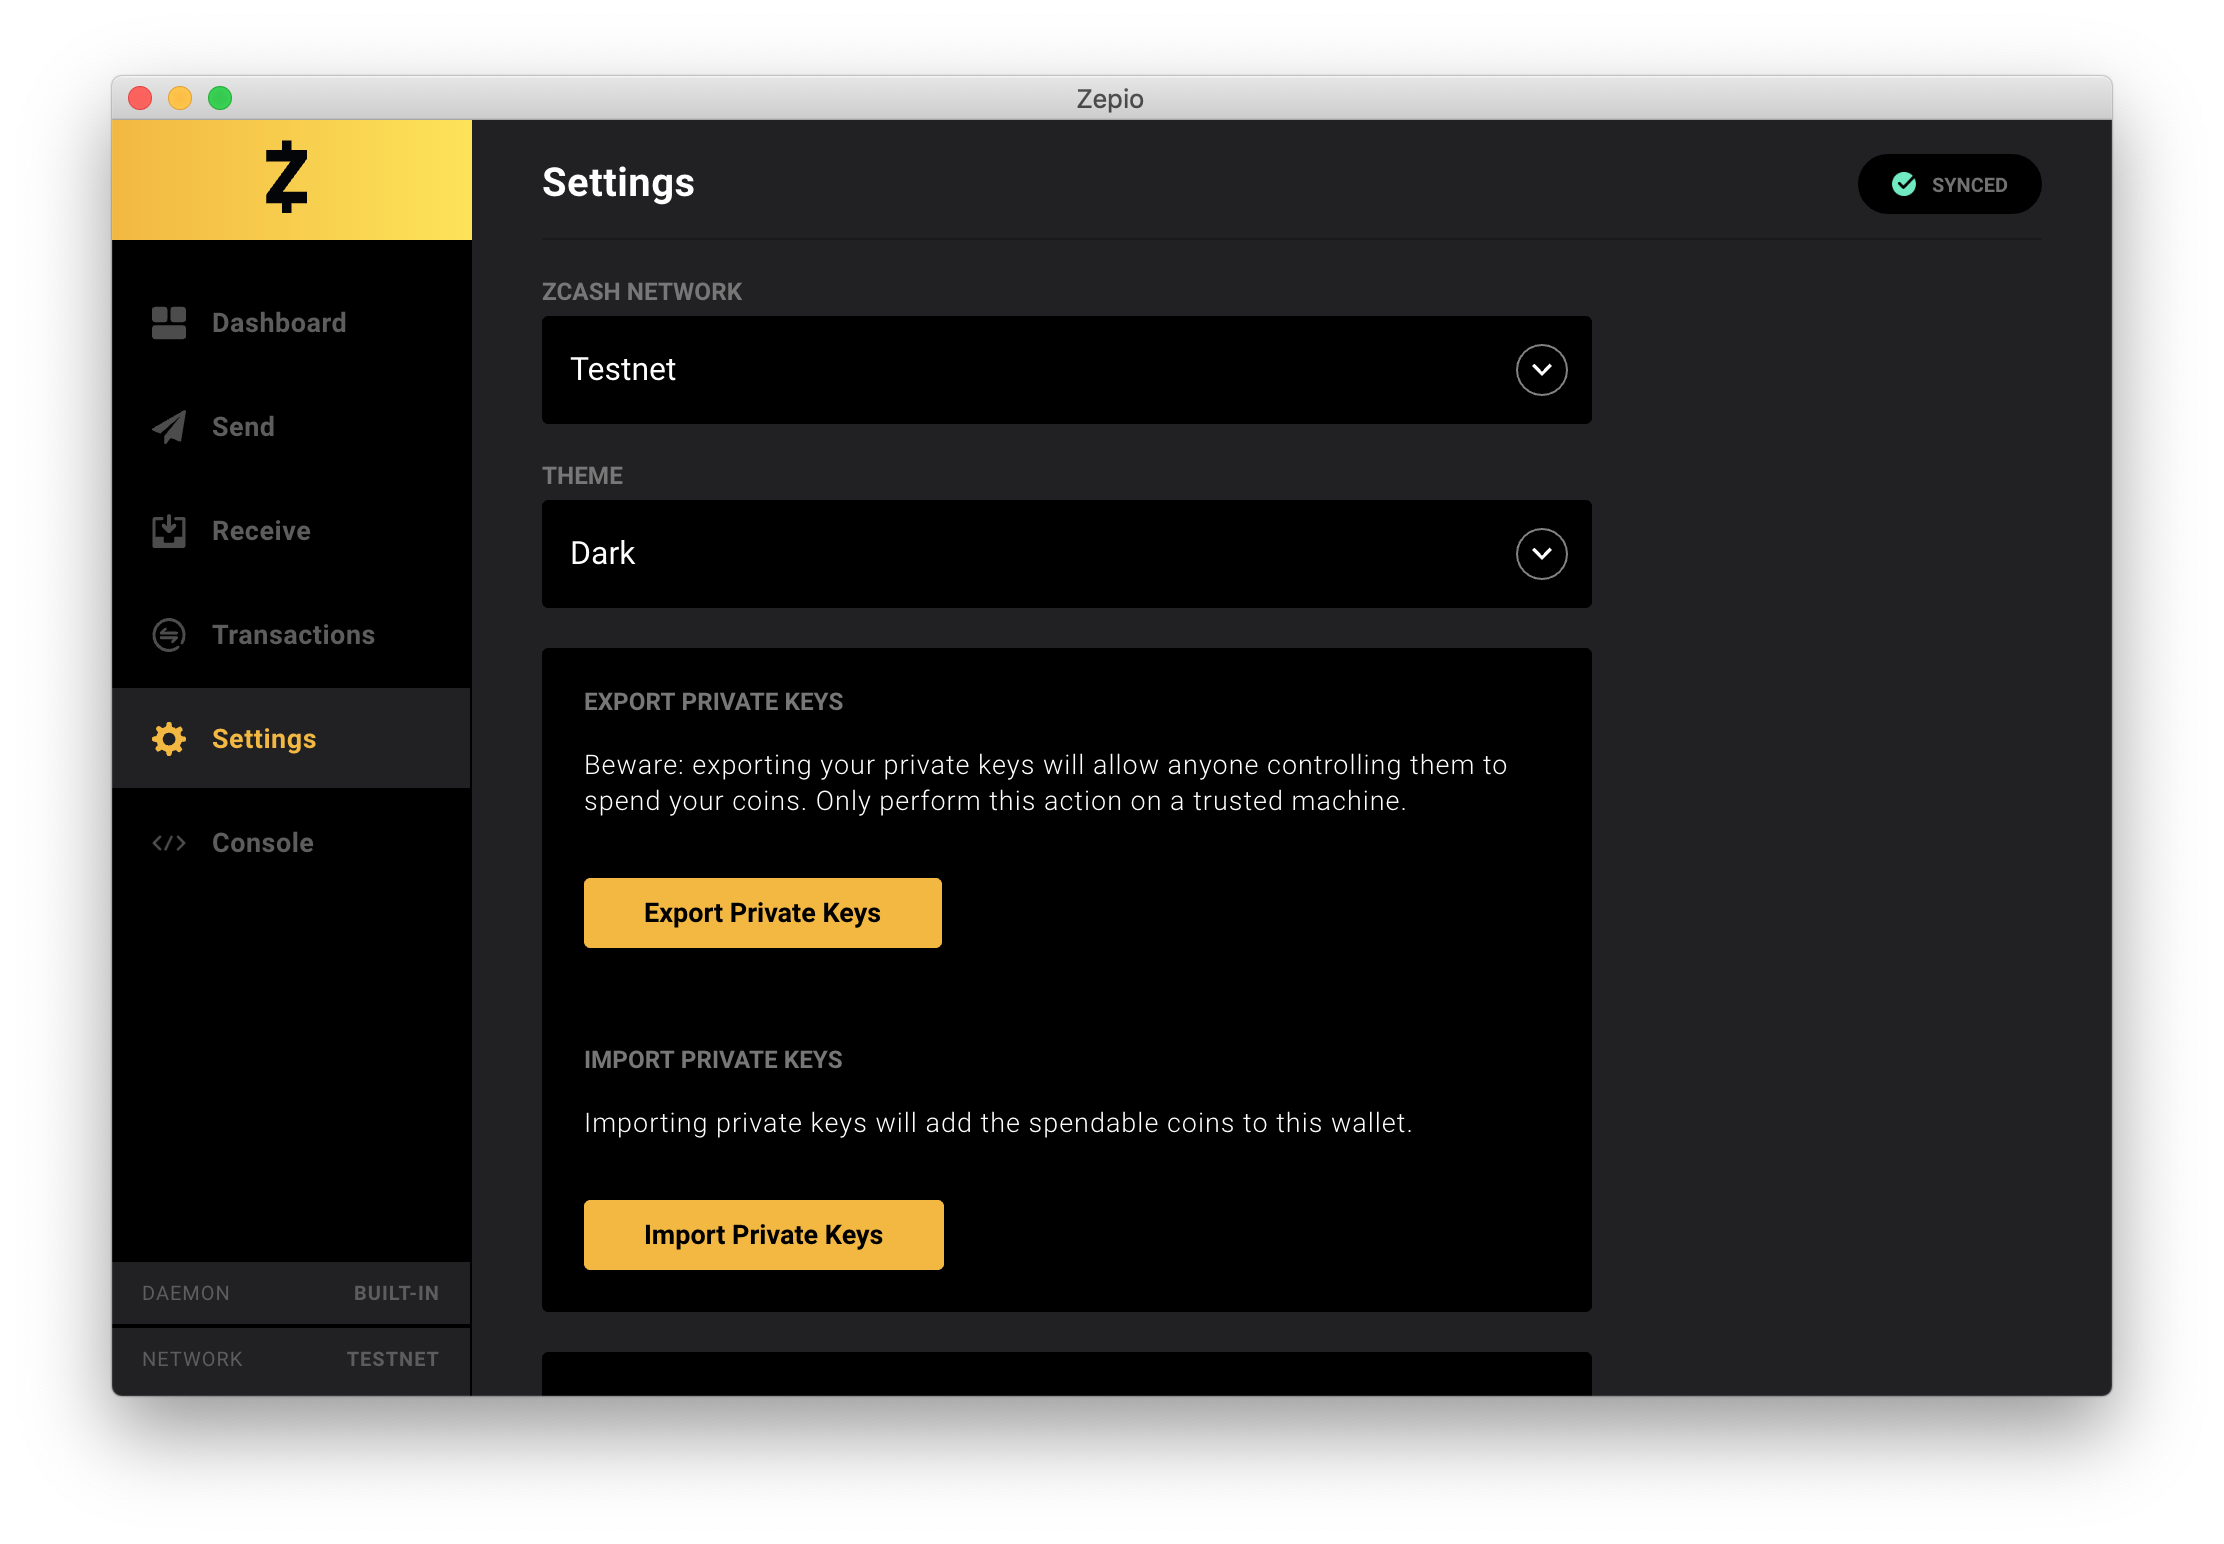 Zepio
Dashboard
Send
Receive
Transactions
Settings
Console
DAEMON BUILT-IN
NETWORK TESTNET
Settings
SYNCED
ZCASH NETWORK
Testnet
THEME
Dark
EXPORT PRIVATE KEYS
Beware: exporting your private keys will allow anyone controlling them to
spend your coins. Only perform this action on a trusted machine.
Export Private Keys
IMPORT PRIVATE KEYS
Importing private keys will add the spendable coins to this wallet.
Import Private Keys